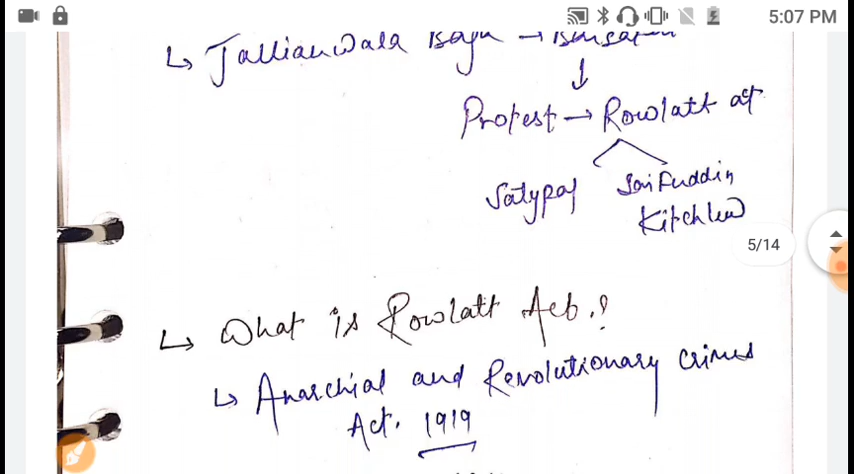 5:07 PM
↳ Jallianwala
↓
Protest → Rowlatt act
Satypal Saifuddin
Kitchlew
5/14
↳ What is Rowlatt Act.?
↳ Anarchial and Revolutionary crimes
Act. 1919